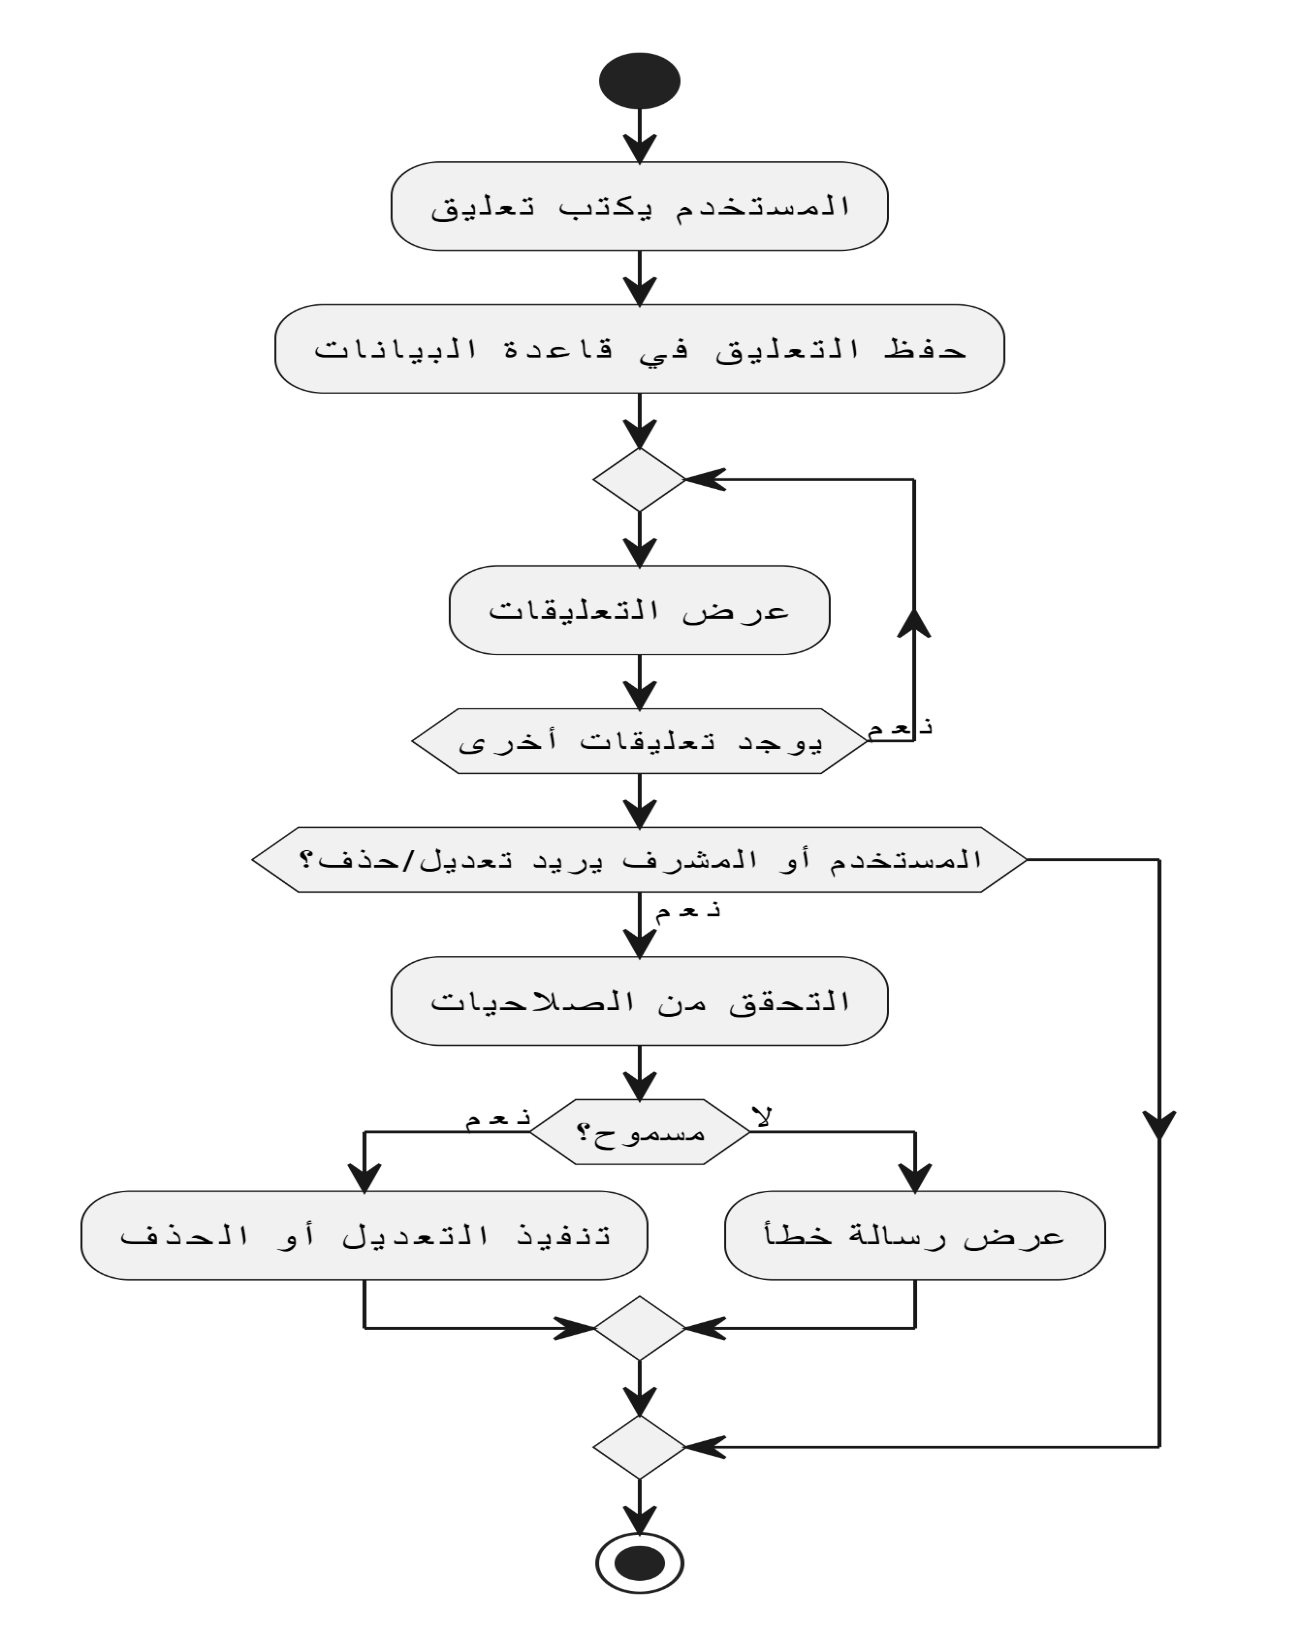 المستخدم يكتب تعليق
حفظ التعليق في قاعدة البيانات
عرض التعليقات
يوجد تعليقات أخرى
نعم
المستخدم أو المشرف يريد تعديل/حذف؟
نعم
التحقق من الصلاحيات
مسموح؟
نعم
لا
تنفيذ التعديل أو الحذف
عرض رسالة خطأ